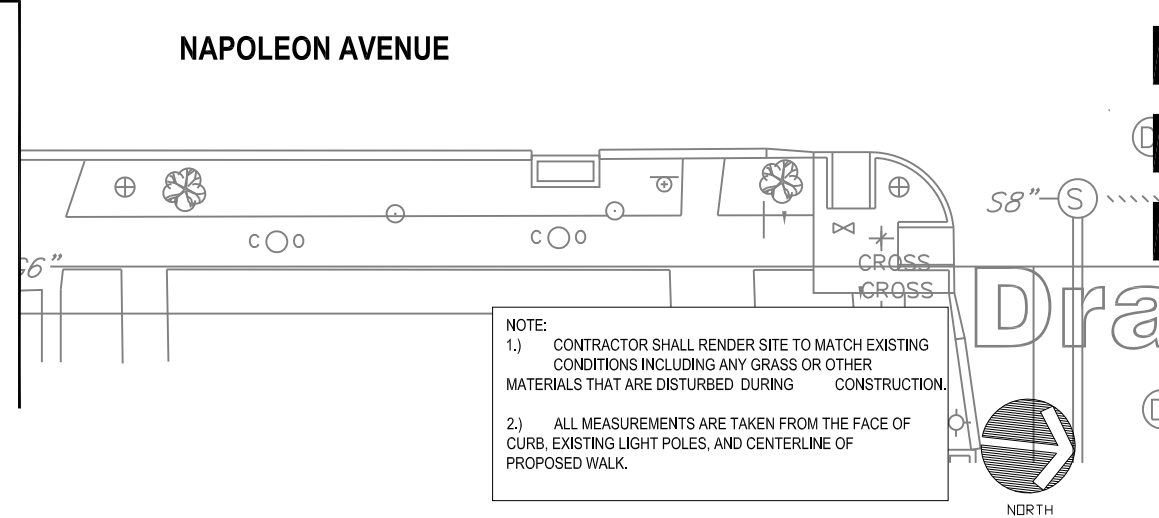 NAPOLEON AVENUE
D
S8" S
C O
C O
6"
CROSS
CROSS
Dra
NOTE:
1.) CONTRACTOR SHALL RENDER SITE TO MATCH EXISTING
CONDITIONS INCLUDING ANY GRASS OR OTHER
MATERIALS THAT ARE DISTURBED DURING CONSTRUCTION.
2.) ALL MEASUREMENTS ARE TAKEN FROM THE FACE OF
CURB, EXISTING LIGHT POLES, AND CENTERLINE OF
PROPOSED WALK.
NORTH